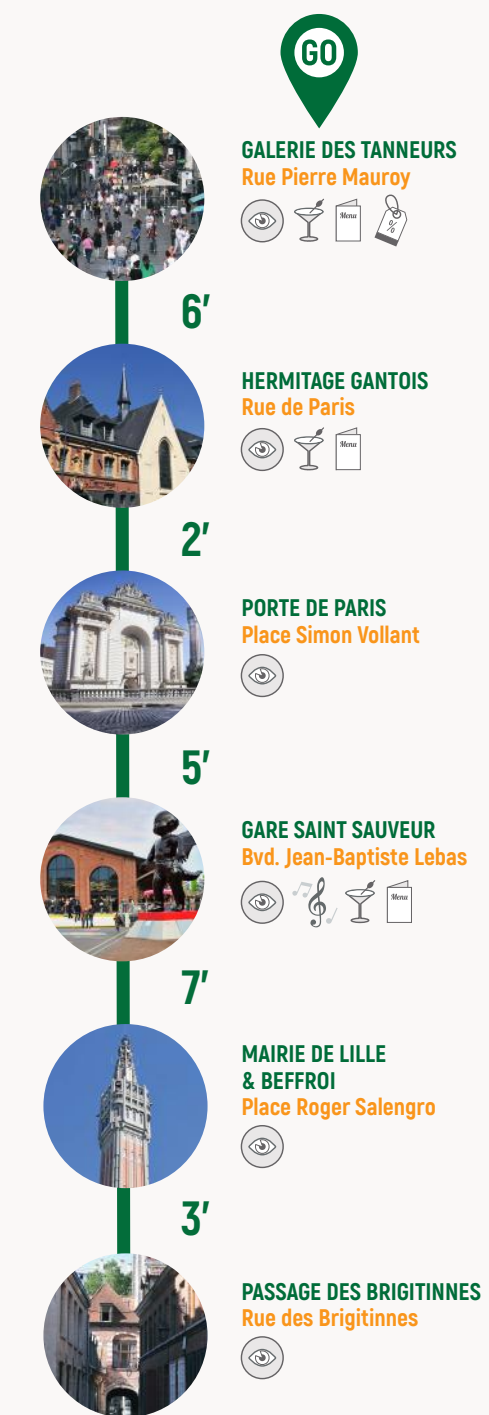 GO
GALERIE DES TANNEURS
Rue Pierre Mauroy
Menu
%
6'
HERMITAGE GANTOIS
Rue de Paris
Menu
2'
PORTE DE PARIS
Place Simon Vollant
5'
GARE SAINT SAUVEUR
Bvd. Jean-Baptiste Lebas
Menu
7'
MAIRIE DE LILLE
& BEFFROI
Place Roger Salengro
3'
PASSAGE DES BRIGITINNES
Rue des Brigitinnes